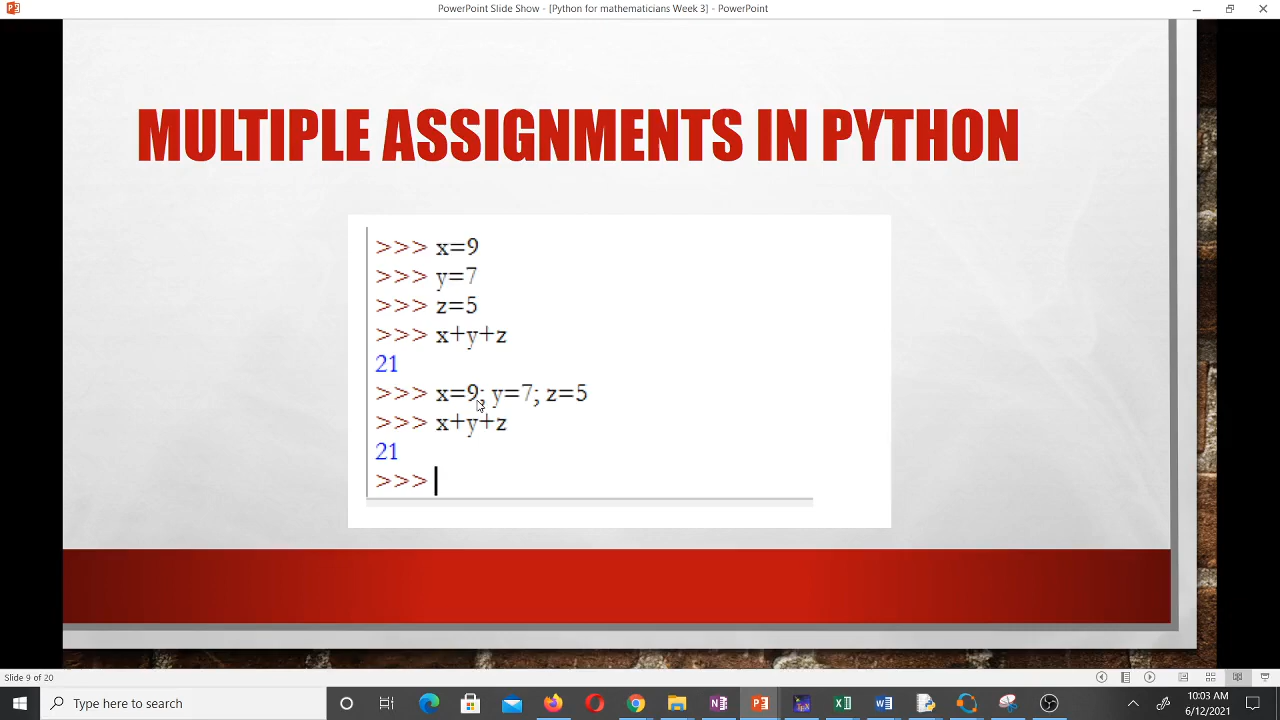 PowerPoint Slide Show - [Python for mathematicians Week 3] - PowerPoint
MULTIPLE ASSIGNMENTS IN PYTHON
>>> x=9
>>> y=7
>>> z=5
>>> x+y+z
21
>>> x=9; y=7; z=5
>>> x+y+z
21
>>>
Slide 9 of 20
Type here to search
10:03 AM
6/12/2021